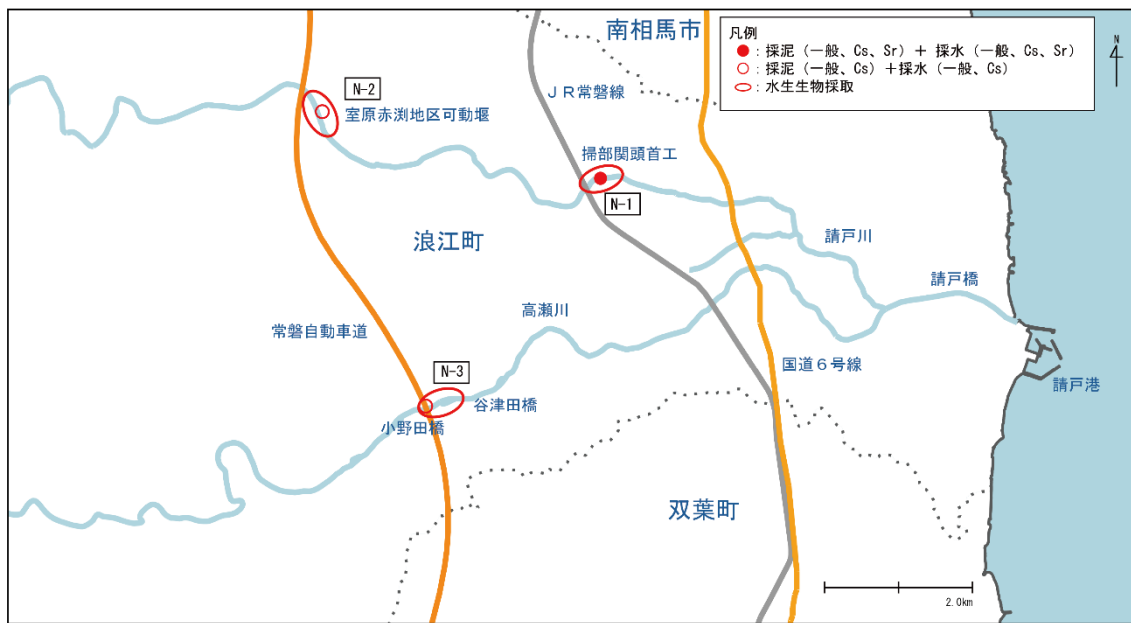 南相馬市
凡例
: 採泥（一般、Cs、Sr）＋ 採水（一般、Cs、Sr）
: 採泥（一般、Cs）＋採水（一般、Cs）
: 水生生物採取
N
N-2
室原赤渕地区可動堰
ＪＲ常磐線
掃部関頭首工
N-1
浪江町
請戸川
請戸橋
高瀬川
常磐自動車道
国道６号線
請戸港
N-3
谷津田橋
小野田橋
双葉町
2.0km